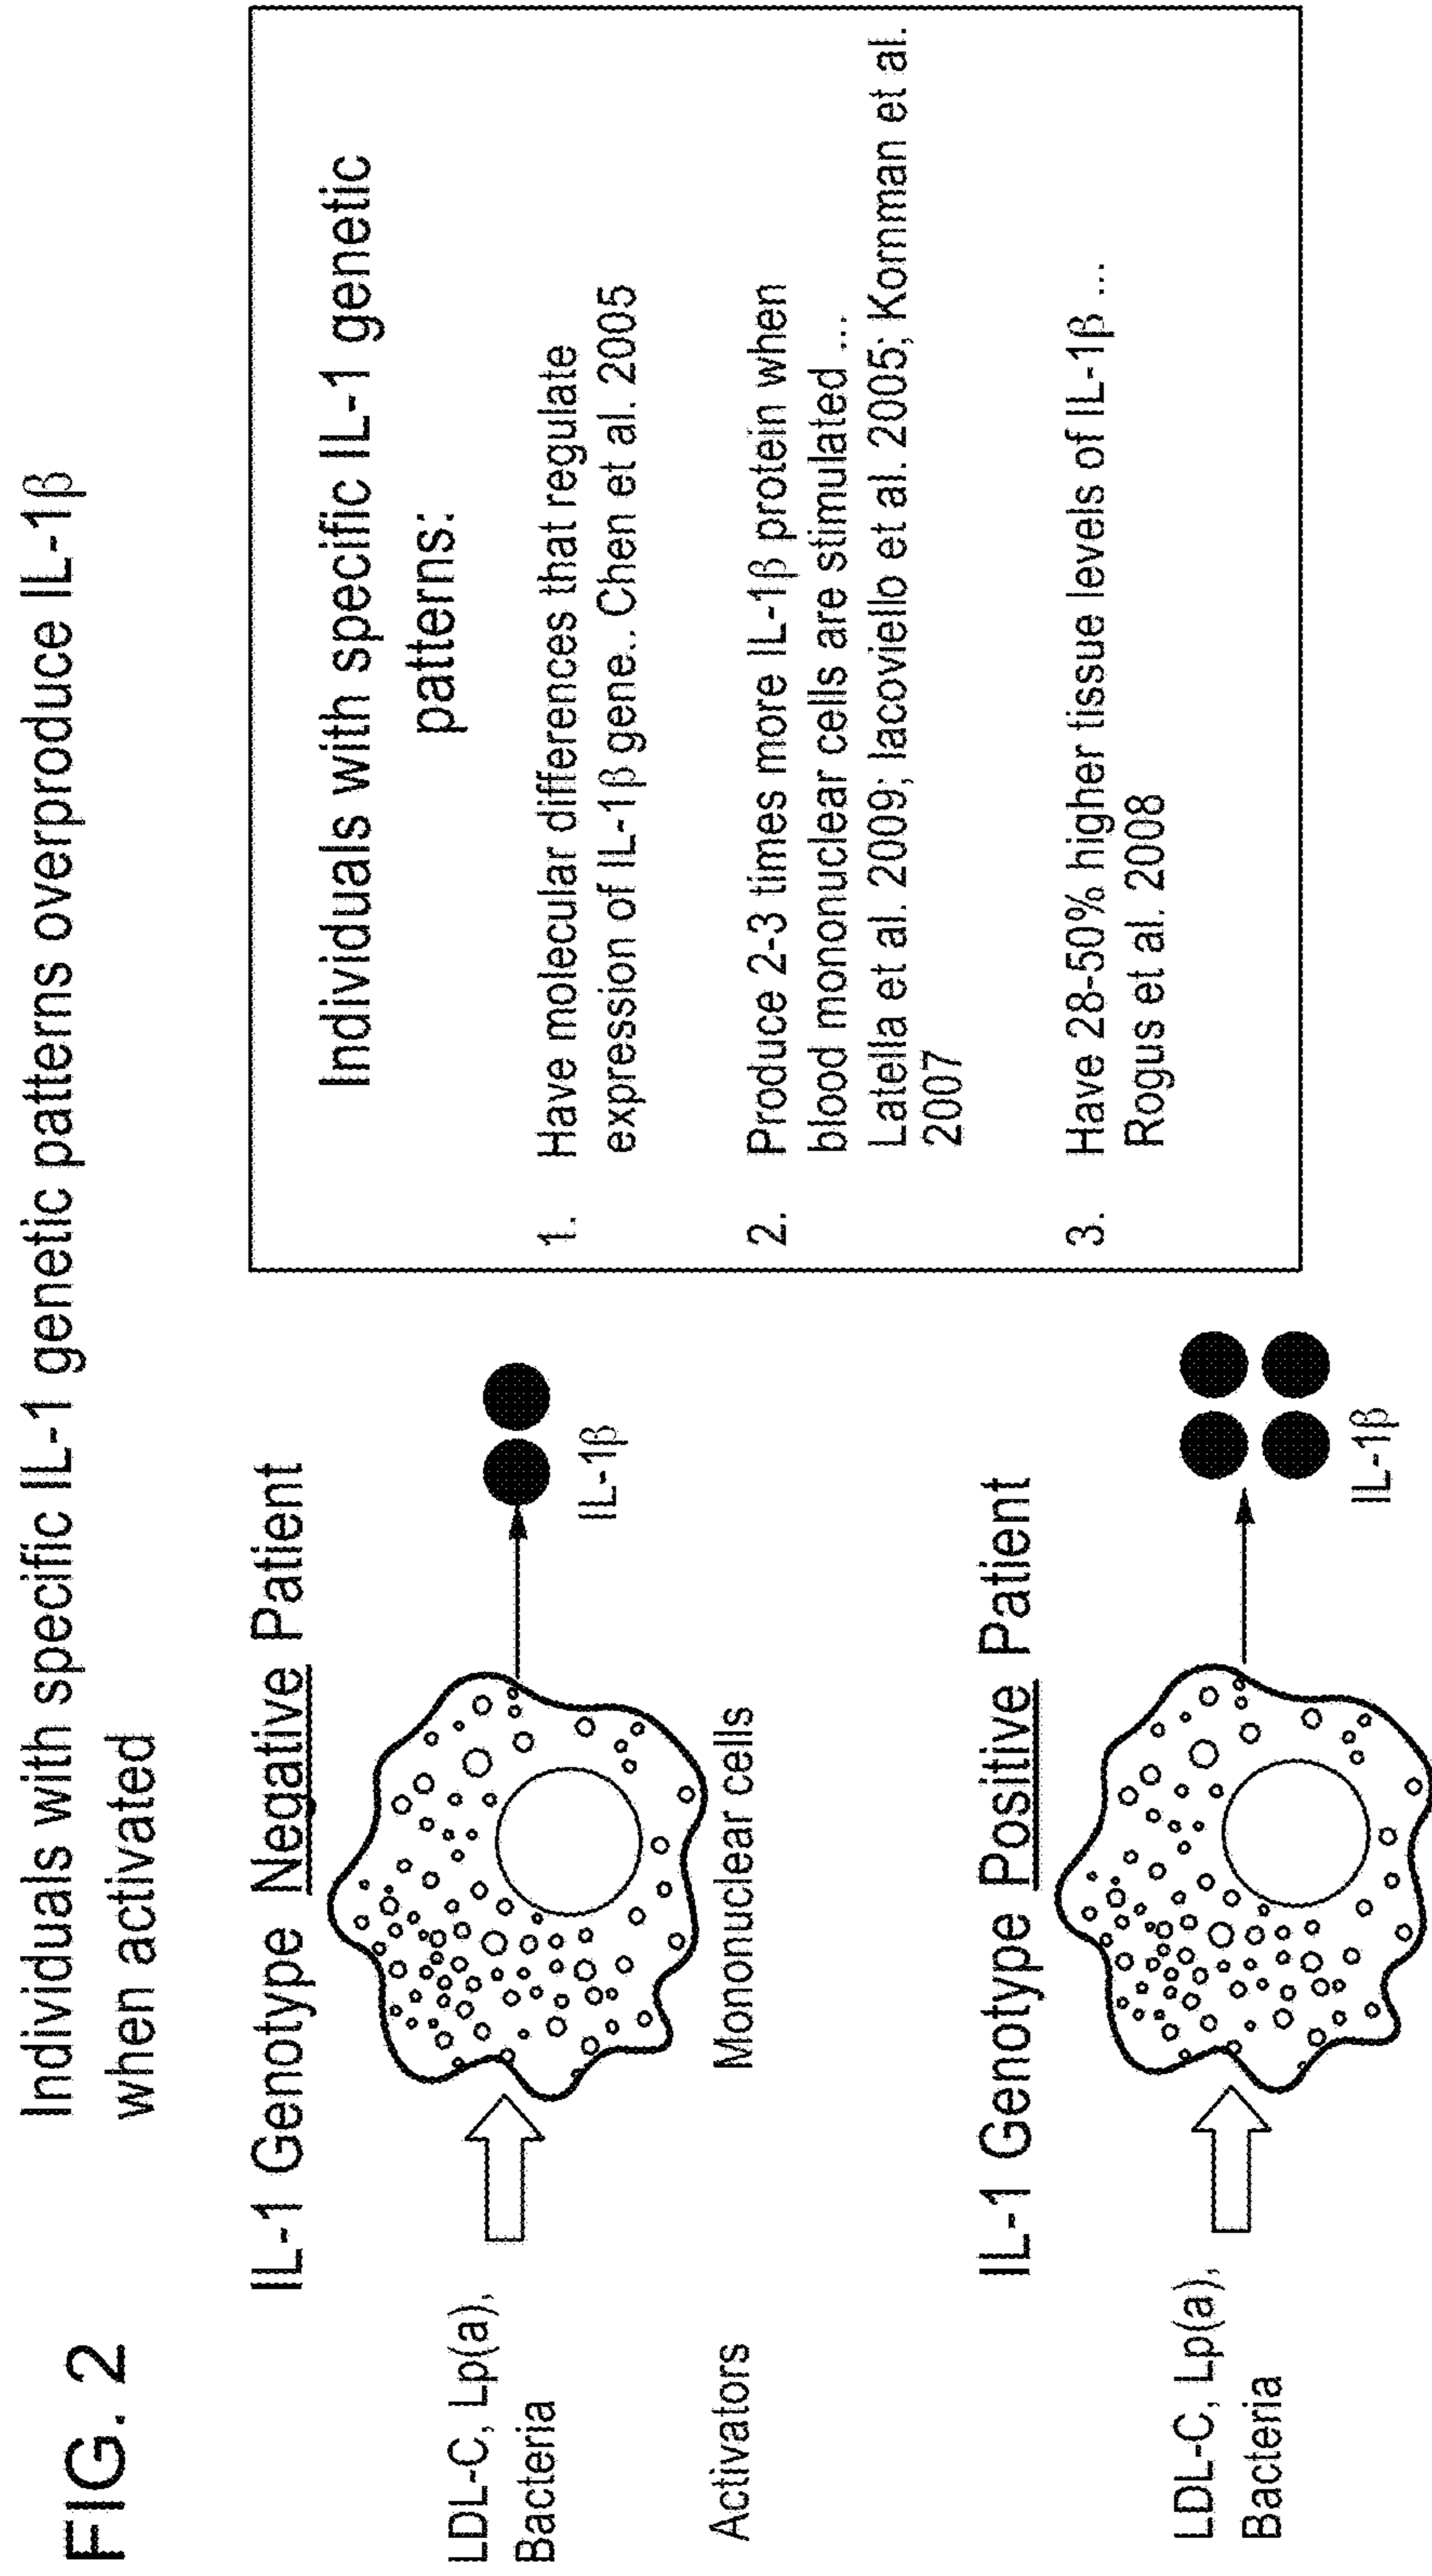 FIG. 2
Individuals with specific IL-1 genetic patterns overproduce IL-1β
when activated
IL-1 Genotype Negative Patient
LDL-C, Lp(a),
Bacteria
IL-1β
Activators
Mononuclear cells
IL-1 Genotype Positive Patient
LDL-C, Lp(a),
Bacteria
IL-1β
Individuals with specific IL-1 genetic
patterns:
1. Have molecular differences that regulate
expression of IL-1β gene.. Chen et al. 2005
2. Produce 2-3 times more IL-1β protein when
blood mononuclear cells are stimulated ...
Latella et al. 2009; Iacoviello et al. 2005; Kornman et al.
2007
3. Have 28-50% higher tissue levels of IL-1β ...
Rogus et al. 2008